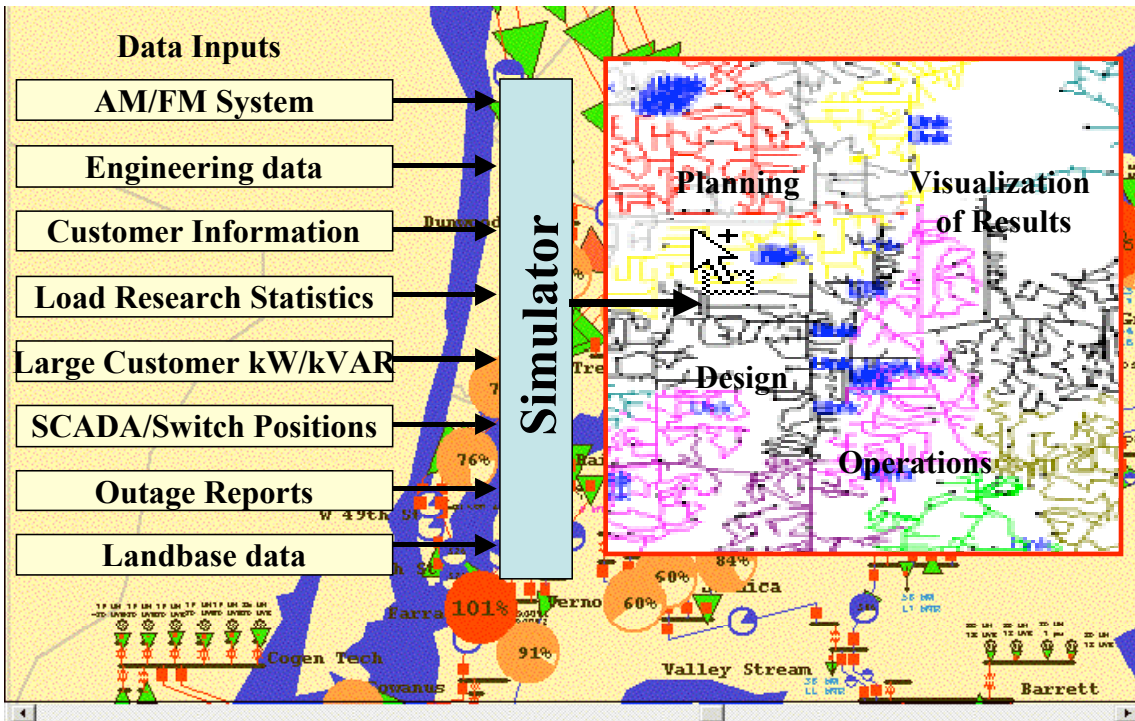 Data Inputs
AM/FM System
Engineering data
Customer Information
Load Research Statistics
Large Customer kW/kVAR
SCADA/Switch Positions
Outage Reports
Landbase data
Simulator
Planning
Visualization
of Results
Design
Operations
76%
W 49th
101%
91%
60%
60%
84%
Cogen Tech
Valley Stream
Barrett